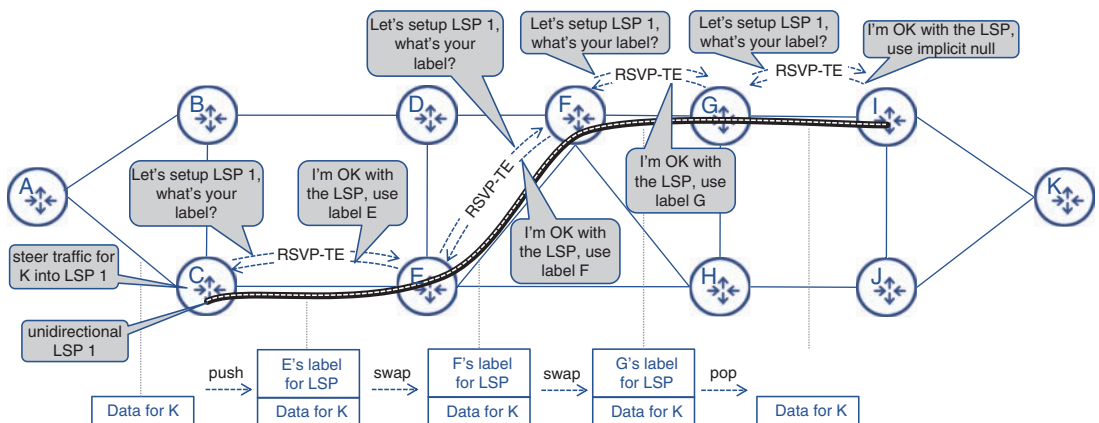 Let's setup LSP 1,
what's your
label?
Let's setup LSP 1,
what's your label?
Let's setup LSP 1,
what's your label?
I'm OK with the LSP,
use implicit null
RSVP-TE
RSVP-TE
B
D
F
G
I
A
K
Let's setup LSP 1,
what's your
label?
I'm OK with
the LSP, use
label E
RSVP-TE
I'm OK with
the LSP, use
label G
I'm OK with
the LSP, use
label F
steer traffic for
K into LSP 1
RSVP-TE
C
E
H
J
unidirectional
LSP 1
push
E's label
for LSP
swap
F's label
for LSP
swap
G's label
for LSP
pop
Data for K
Data for K
Data for K
Data for K
Data for K